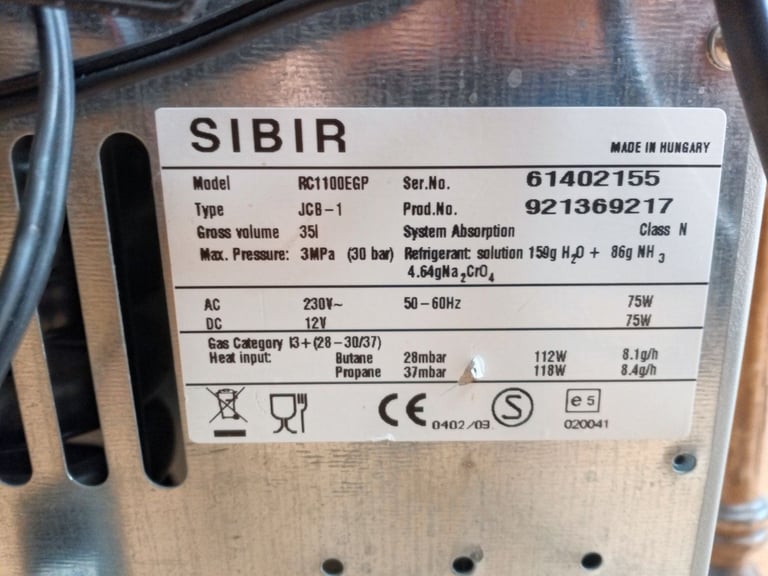 SIBIR
MADE IN HUNGARY
Model RC1100EGP Ser.No. 61402155
Type JCB-1 Prod.No. 921369217
Gross volume 35l System Absorption Class N
Max. Pressure: 3MPa (30 bar) Refrigerant: solution 159g H₂O + 86g NH₃
4.64gNa₂CrO₄
AC 230V~ 50-60Hz 75W
DC 12V 75W
Gas Category I3+(28-30/37)
Heat input: Butane 28mbar 112W 8.1g/h
Propane 37mbar 118W 8.4g/h
CE 0402/03 S e5
020041